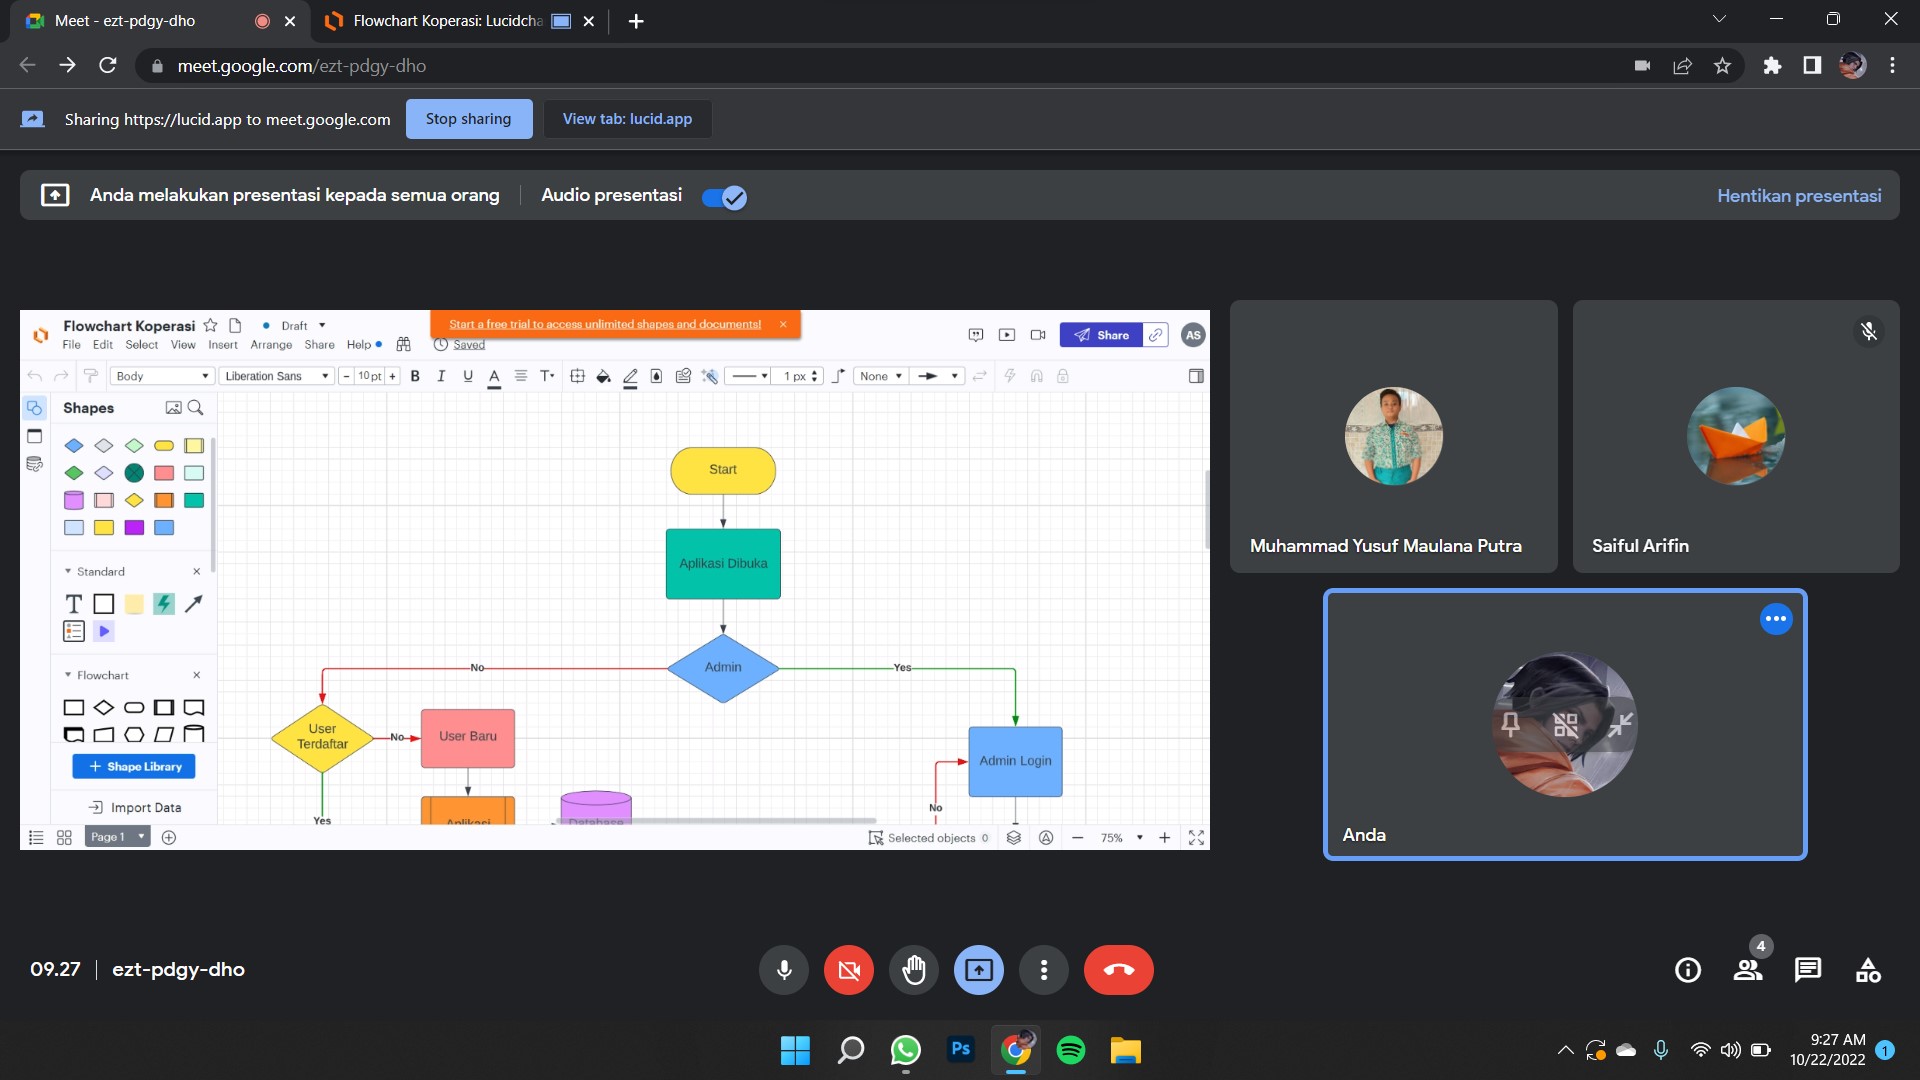 Meet - ezt-pdgy-dho
Flowchart Koperasi: Lucidcha
meet.google.com/ezt-pdgy-dho
Sharing https://lucid.app to meet.google.com
Stop sharing
View tab: lucid.app
Anda melakukan presentasi kepada semua orang
Audio presentasi
Hentikan presentasi
Flowchart Koperasi
Draft
Start a free trial to access unlimited shapes and documents!
File Edit Select View Insert Arrange Share Help
Saved
Share
AS
Body
Liberation Sans
10 pt
B I U A T
1 px
None
Shapes
Standard
T
Flowchart
Shape Library
Import Data
Start
Aplikasi Dibuka
Admin
No
Yes
User
Terdaftar
No
User Baru
Admin Login
No
Yes
Aplikasi
Database
Page 1
Selected objects 0
75%
Muhammad Yusuf Maulana Putra
Saiful Arifin
Anda
09.27
ezt-pdgy-dho
4
Ps
9:27 AM
10/22/2022
1